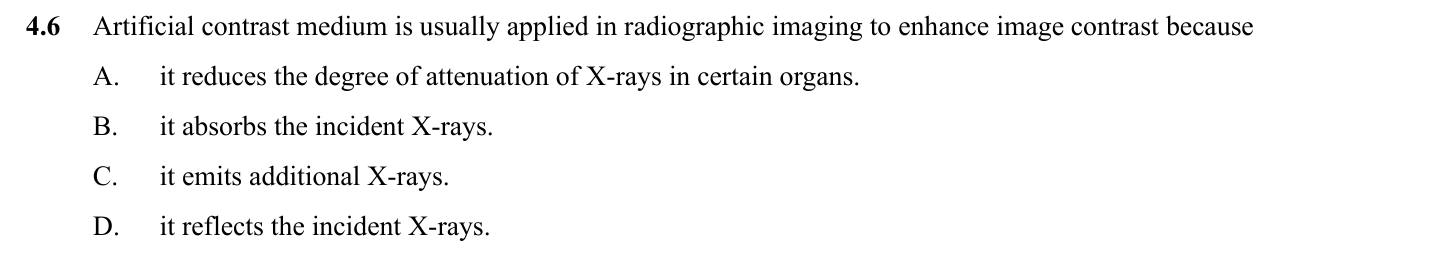 4.6 Artificial contrast medium is usually applied in radiographic imaging to enhance image contrast because
A. it reduces the degree of attenuation of X-rays in certain organs.
B. it absorbs the incident X-rays.
C. it emits additional X-rays.
D. it reflects the incident X-rays.